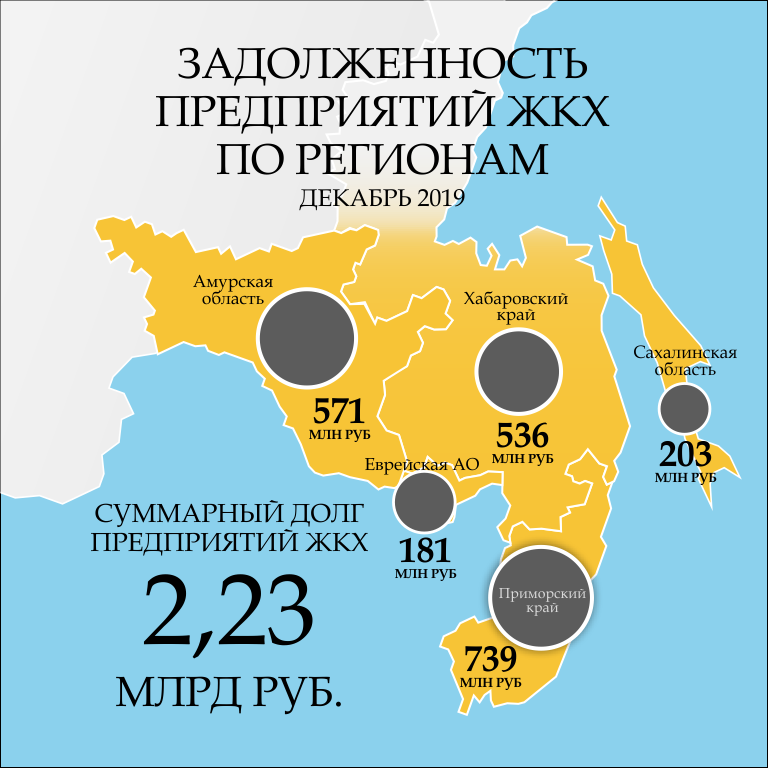 ЗАДОЛЖЕННОСТЬ
ПРЕДПРИЯТИЙ ЖКХ
ПО РЕГИОНАМ
ДЕКАБРЬ 2019
Амурская
область
571
МЛН РУБ
Хабаровский
край
536
МЛН РУБ
Сахалинская
область
203
МЛН РУБ
Еврейская АО
181
МЛН РУБ
Приморский
край
739
МЛН РУБ
СУММАРНЫЙ ДОЛГ
ПРЕДПРИЯТИЙ ЖКХ
2,23
МЛРД РУБ.